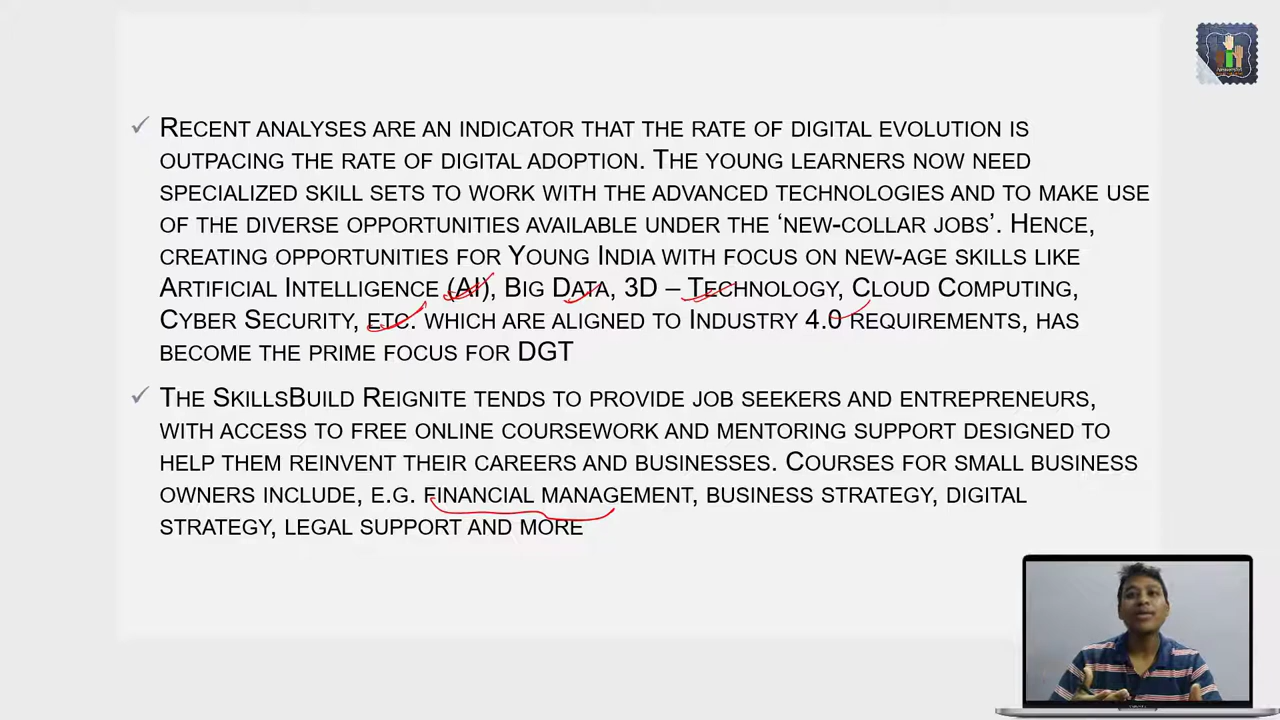 Recent analyses are an indicator that the rate of digital evolution is
outpacing the rate of digital adoption. The young learners now need
specialized skill sets to work with the advanced technologies and to make use
of the diverse opportunities available under the ‘new-collar jobs’. Hence,
creating opportunities for Young India with focus on new-age skills like
Artificial Intelligence (AI), Big Data, 3D – Technology, Cloud Computing,
Cyber Security, etc. which are aligned to Industry 4.0 requirements, has
become the prime focus for DGT
The SkillsBuild Reignite tends to provide job seekers and entrepreneurs,
with access to free online coursework and mentoring support designed to
help them reinvent their careers and businesses. Courses for small business
owners include, e.g. financial management, business strategy, digital
strategy, legal support and more